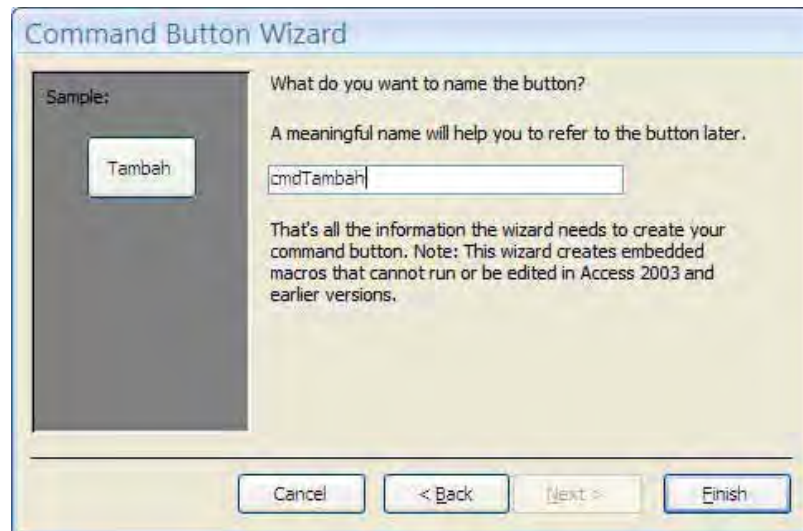 Command Button Wizard
Sample:
Tambah
What do you want to name the button?
A meaningful name will help you to refer to the button later.
cmdTambah
That's all the information the wizard needs to create your
command button. Note: This wizard creates embedded
macros that cannot run or be edited in Access 2003 and
earlier versions.
Cancel
< Back
Next >
Finish